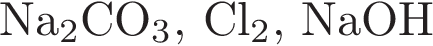 Na₂CO₃, Cl₂, NaOH